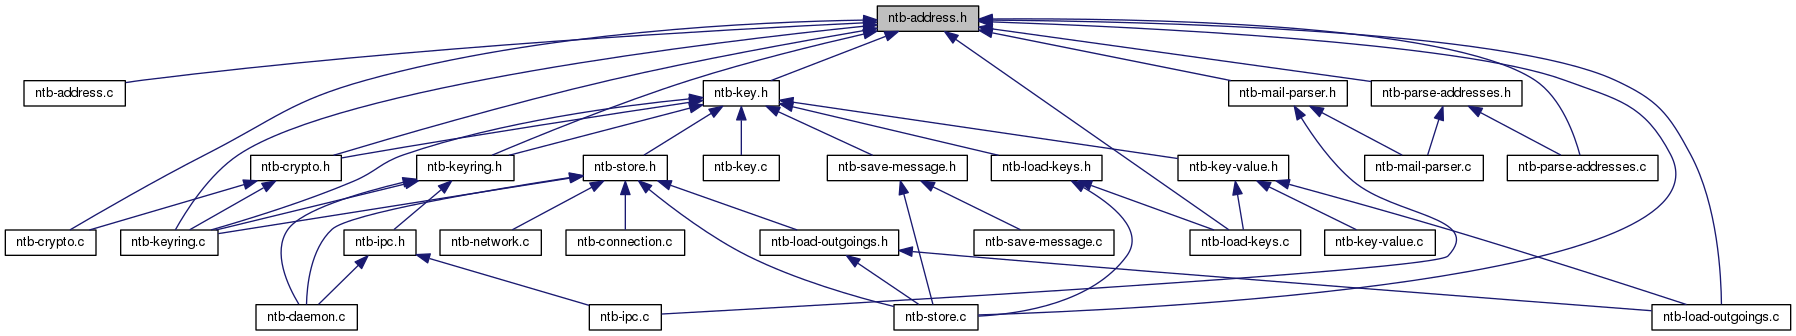 ntb-address.h
ntb-address.c
ntb-key.h
ntb-mail-parser.h
ntb-parse-addresses.h
ntb-crypto.h
ntb-keyring.h
ntb-store.h
ntb-key.c
ntb-save-message.h
ntb-load-keys.h
ntb-key-value.h
ntb-mail-parser.c
ntb-parse-addresses.c
ntb-crypto.c
ntb-keyring.c
ntb-ipc.h
ntb-network.c
ntb-connection.c
ntb-load-outgoings.h
ntb-save-message.c
ntb-load-keys.c
ntb-key-value.c
ntb-daemon.c
ntb-ipc.c
ntb-store.c
ntb-load-outgoings.c